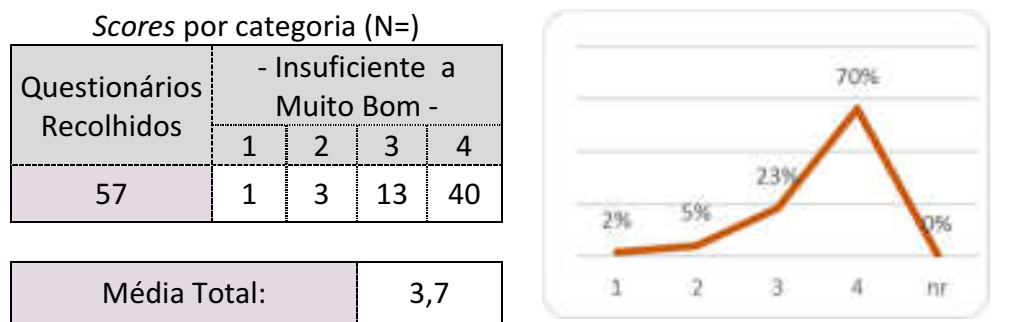 Scores por categoria (N=)
Questionários Recolhidos
- Insuficiente a
Muito Bom -
1 2 3 4
57 1 3 13 40
Média Total: 3,7
70%
23%
2% 5% 0%
1 2 3 4 nr